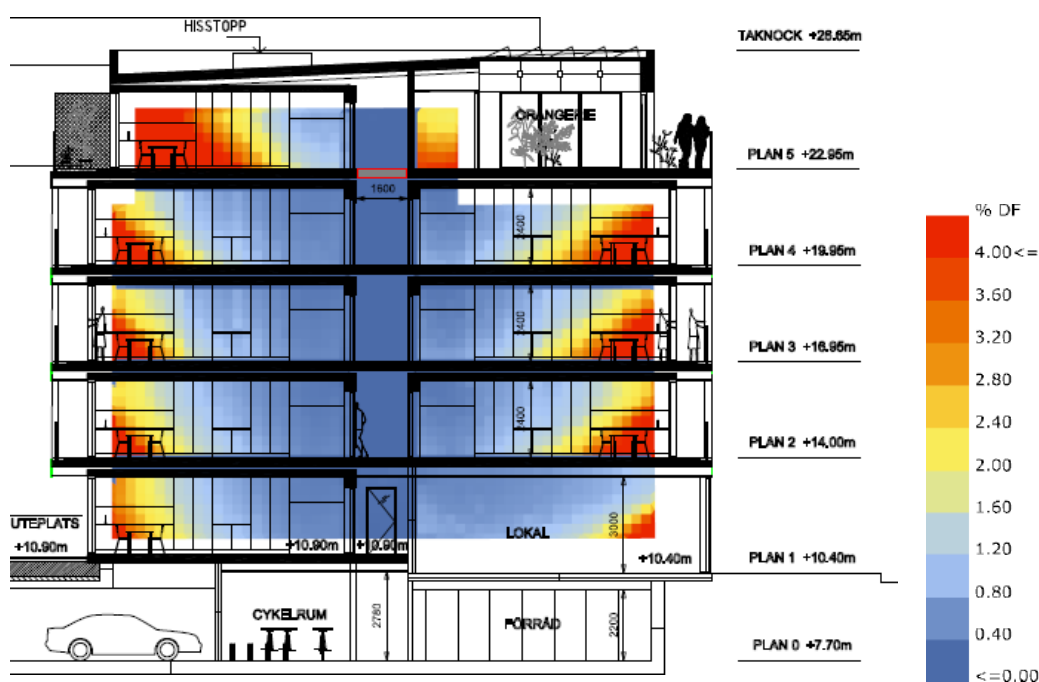 HISSTOPP
TAKNOCK +26.65m
ORANGERIE
PLAN 5 +22.95m
1600
% DF
2400
PLAN 4 +19.95m
4.00<=
3.60
3.20
2400
PLAN 3 +16.95m
2.80
2.40
2400
PLAN 2 +14.00m
2.00
1.60
UTEPLATS
+10.90m
+10.90m
+10.90m
LOKAL
3000
+10.40m
PLAN 1 +10.40m
1.20
0.80
CYKELRUM
2780
FÖRRÅD
2200
PLAN 0 +7.70m
0.40
<=0.00